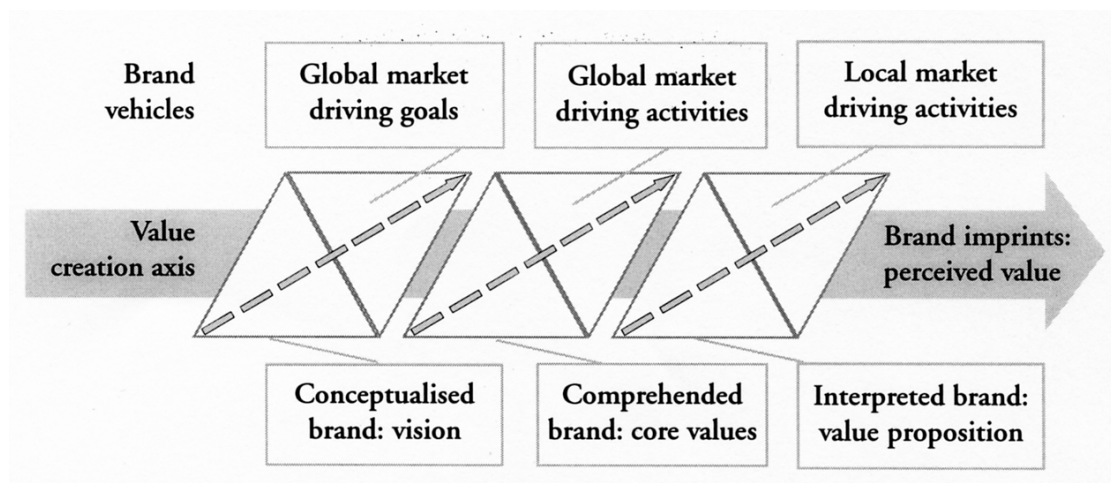 Brand
vehicles
Global market
driving goals
Global market
driving activities
Local market
driving activities
Value
creation axis
Brand imprints:
perceived value
Conceptualised
brand: vision
Comprehended
brand: core values
Interpreted brand:
value proposition